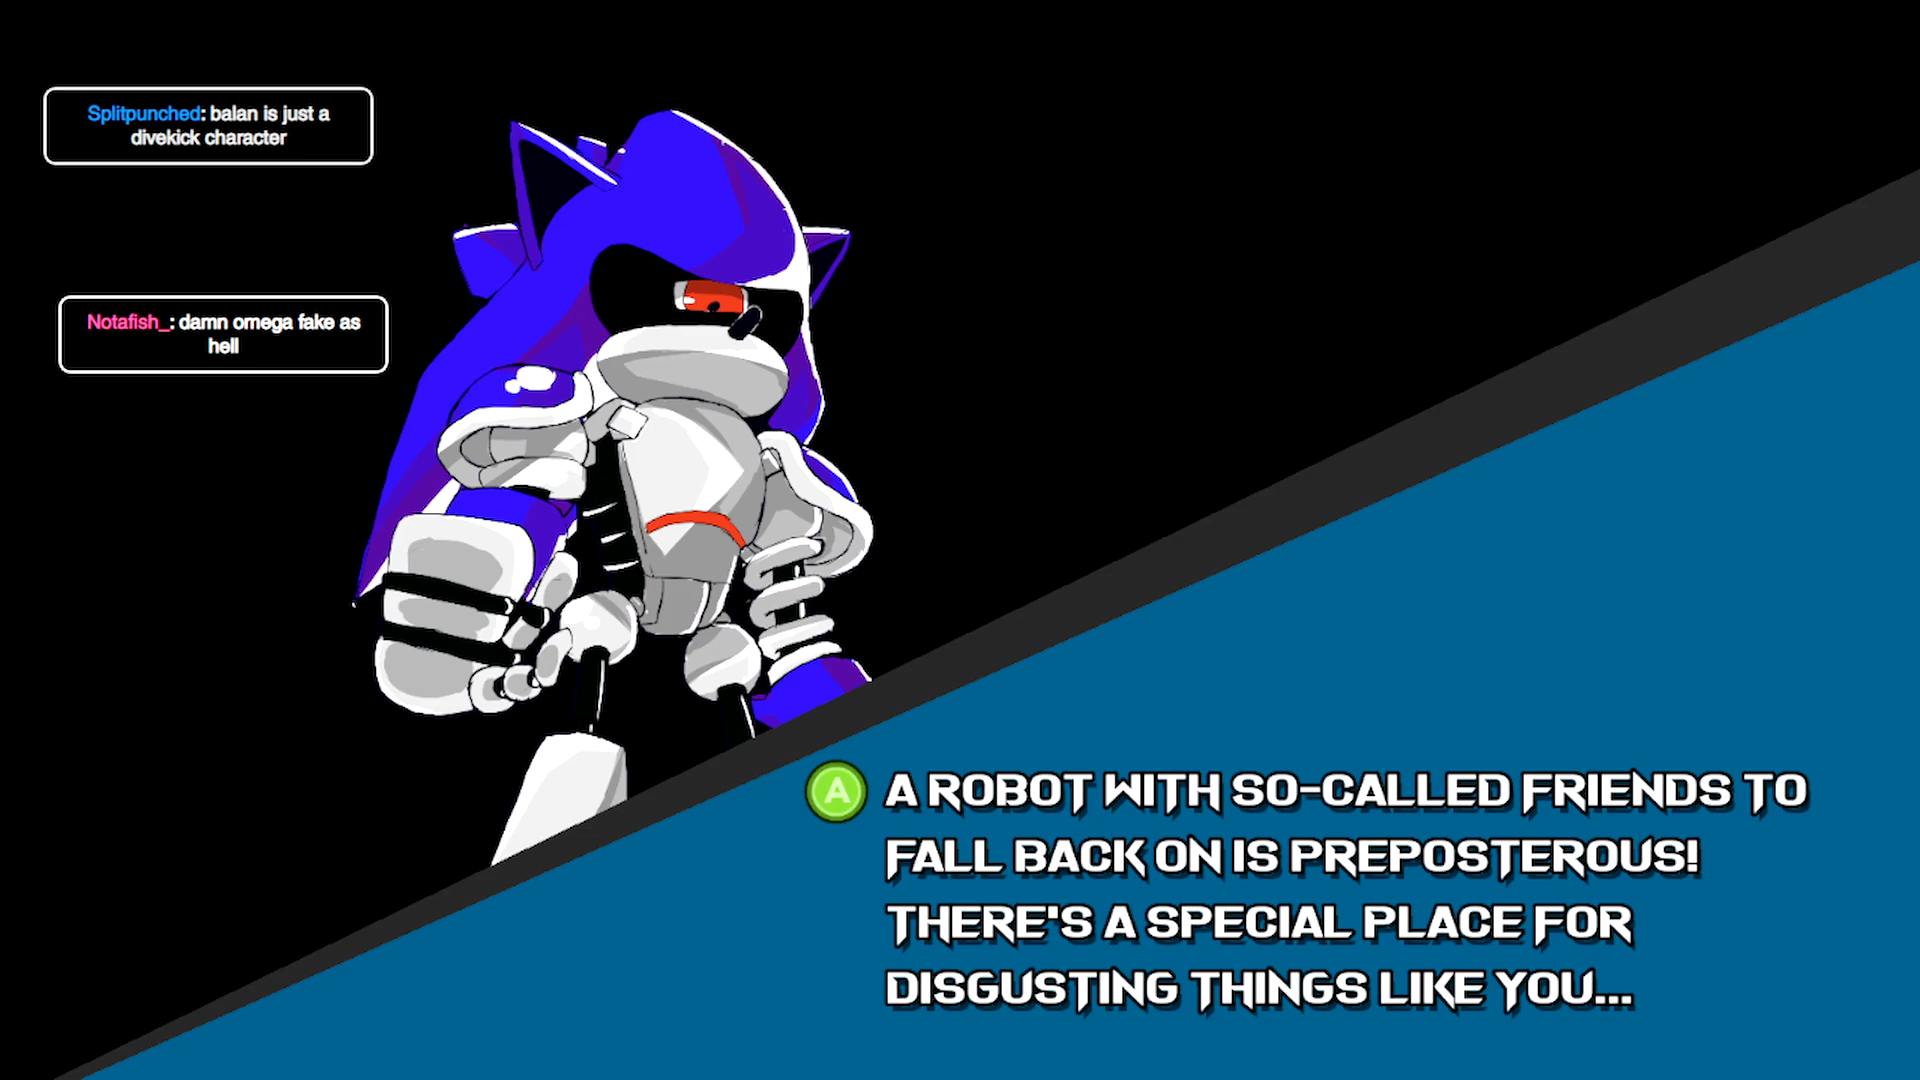 Splitpunched: balan is just a
divekick character
Notafish_: damn omega fake as
hell
A A ROBOT WITH SO-CALLED FRIENDS TO
FALL BACK ON IS PREPOSTEROUS!
THERE'S A SPECIAL PLACE FOR
DISGUSTING THINGS LIKE YOU...